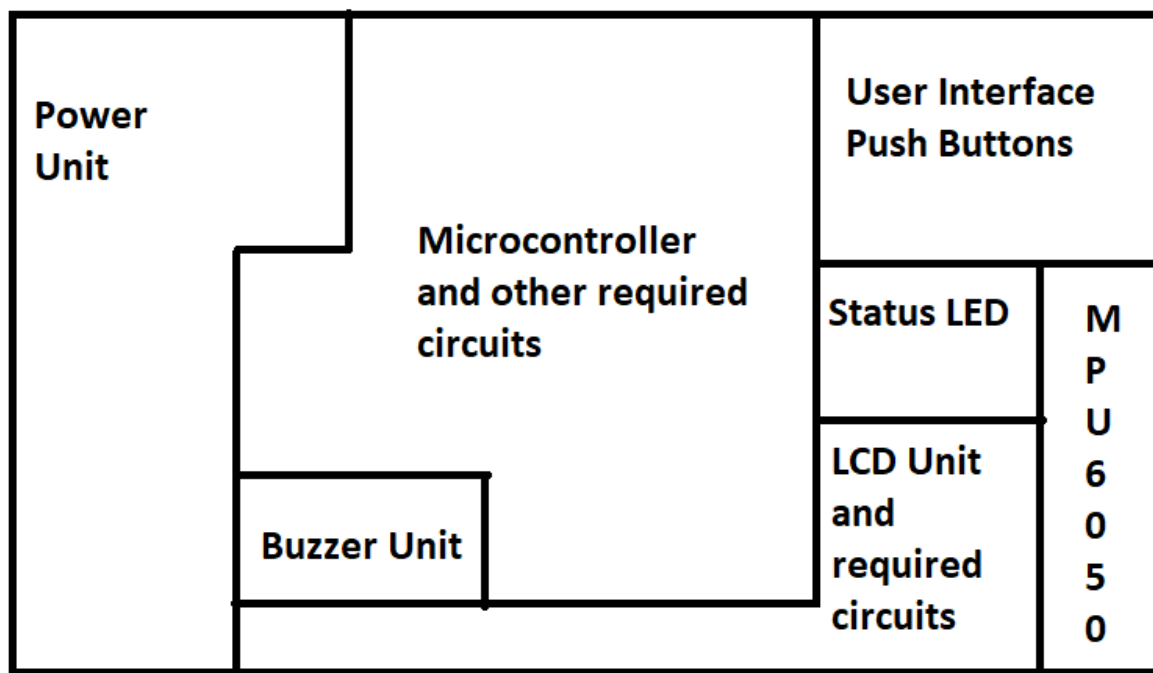 Power
Unit
Microcontroller
and other required
circuits
User Interface
Push Buttons
Status LED
LCD Unit
and
required
circuits
M
P
U
6
0
5
0
Buzzer Unit